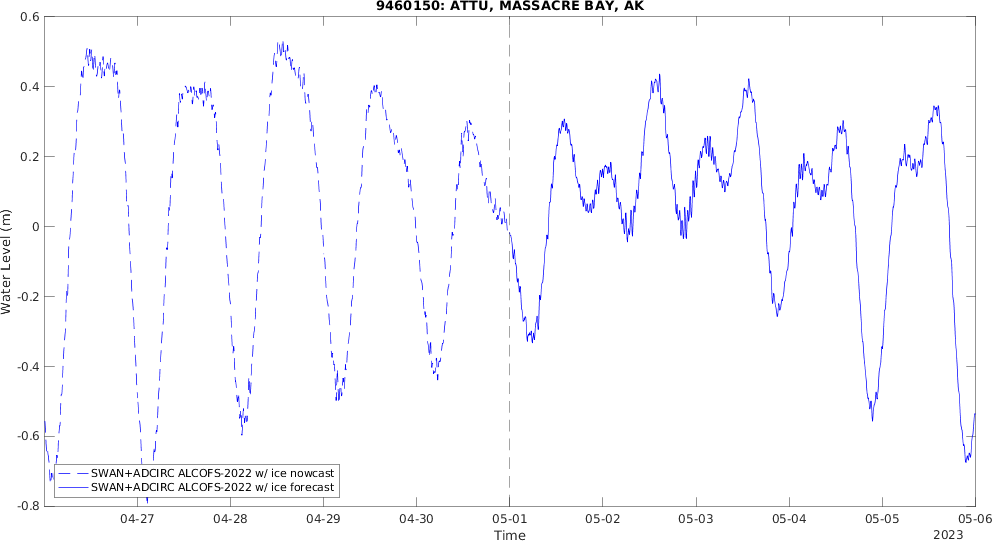 9460150: ATTU, MASSACRE BAY, AK
Water Level (m)
0.6
0.4
0.2
0
-0.2
-0.4
-0.6
-0.8
SWAN+ADCIRC ALCOFS-2022 w/ ice nowcast
SWAN+ADCIRC ALCOFS-2022 w/ ice forecast
04-27 04-28 04-29 04-30 05-01 05-02 05-03 05-04 05-05 05-06
Time
2023